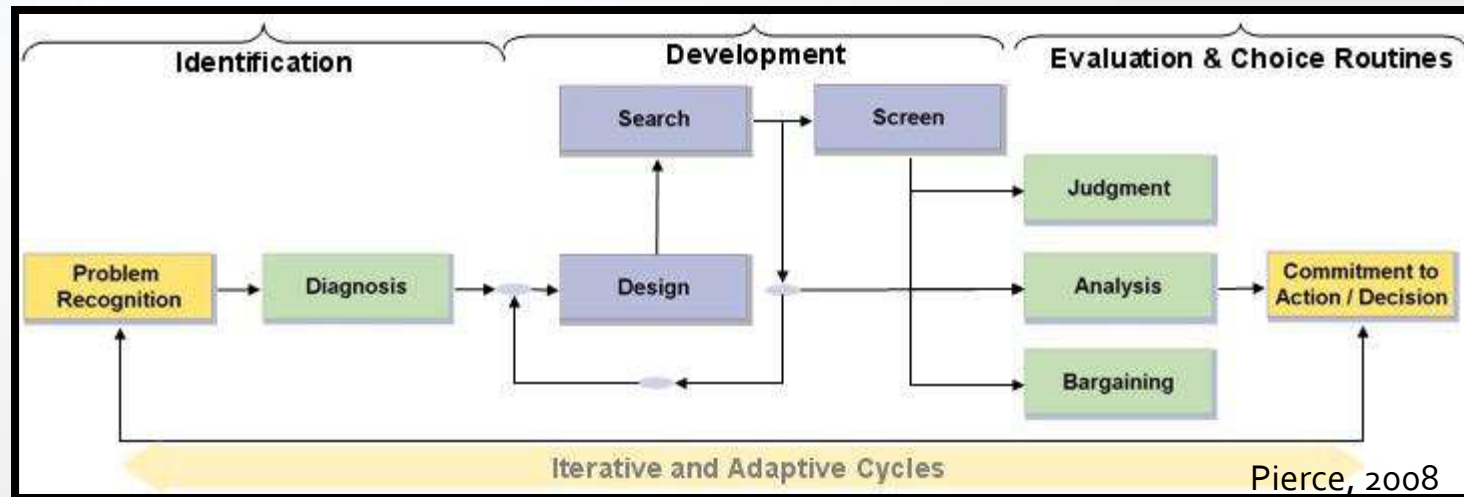 Identification
Development
Evaluation & Choice Routines
Search
Screen
Judgment
Problem
Recognition
Diagnosis
Design
Analysis
Commitment to
Action / Decision
Bargaining
Iterative and Adaptive Cycles
Pierce, 2008